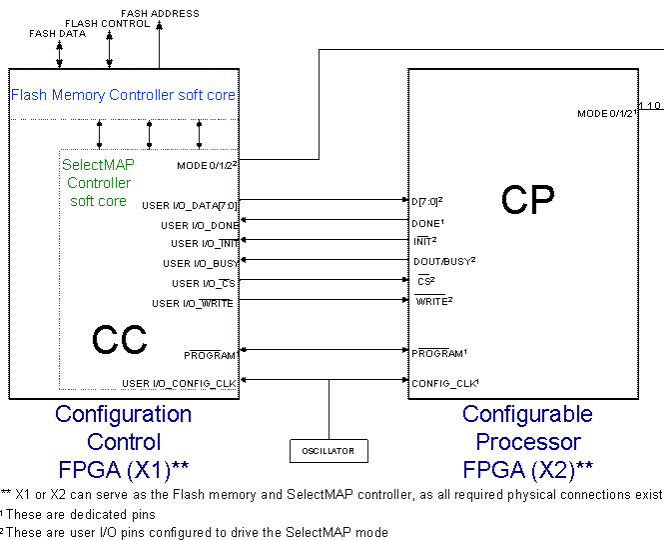 FASH ADDRESS
FLASH CONTROL
FASH DATA
Flash Memory Controller soft core
SelectMAP
Controller
soft core
MODE 0/1/2²
USER I/O_DATA[7:0]
USER I/O_DONE
USER I/O_INIT
USER I/O_BUSY
USER I/O_CS
USER I/O_WRITE
CC
PROGRAM¹
USER I/O_CONFIG_CLK
1 1 0
MODE 0/1/2¹
CP
D[7:0]²
DONE¹
INIT²
DOUT/BUSY²
CS²
WRITE²
PROGRAM¹
CONFIG_CLK¹
OSCILLATOR
Configuration
Control
FPGA (X1)**
Configurable
Processor
FPGA (X2)**
** X1 or X2 can serve as the Flash memory and SelectMAP controller, as all required physical connections exist
¹ These are dedicated pins
² These are user I/O pins configured to drive the SelectMAP mode